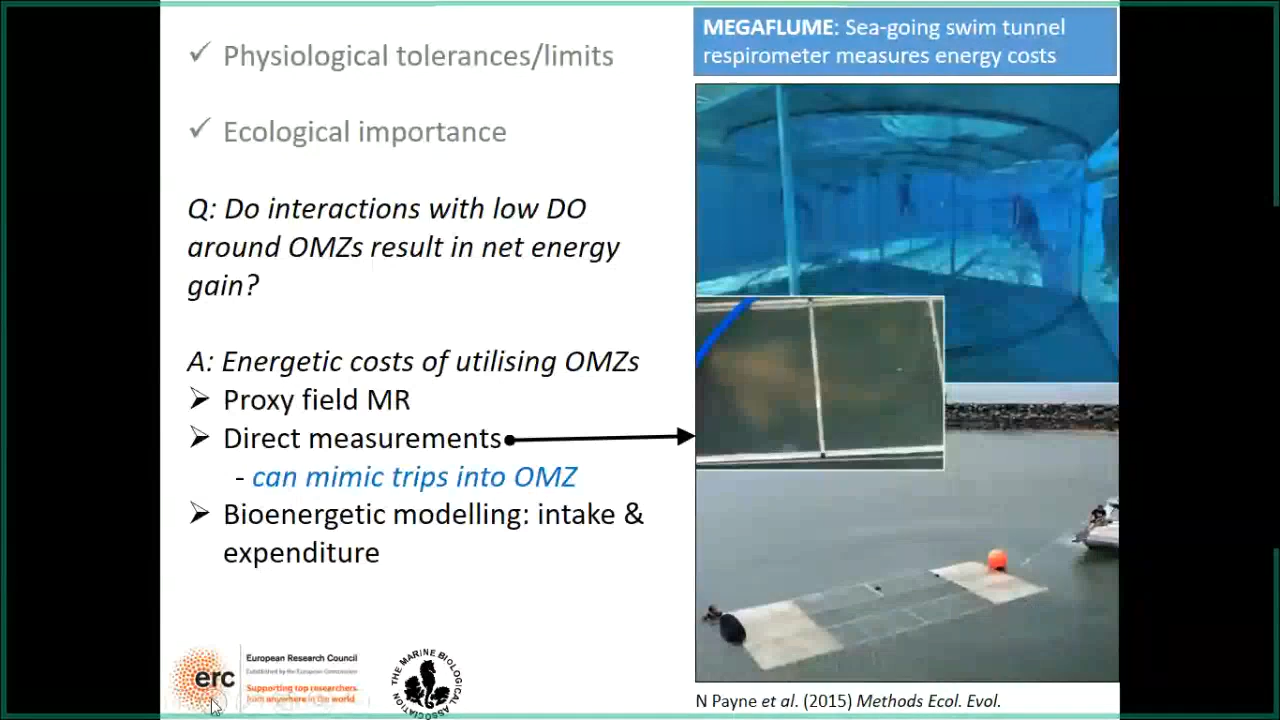 ✓ Physiological tolerances/limits
✓ Ecological importance
Q: Do interactions with low DO
around OMZs result in net energy
gain?
A: Energetic costs of utilising OMZs
➢ Proxy field MR
➢ Direct measurements
- can mimic trips into OMZ
➢ Bioenergetic modelling: intake &
expenditure
MEGAFLUME: Sea-going swim tunnel
respirometer measures energy costs
erc
European Research Council
Established by the European Commission
Supporting top researchers
from anywhere in the world
THE MARINE BIOLOGICAL ASSOCIATION
N Payne et al. (2015) Methods Ecol. Evol.